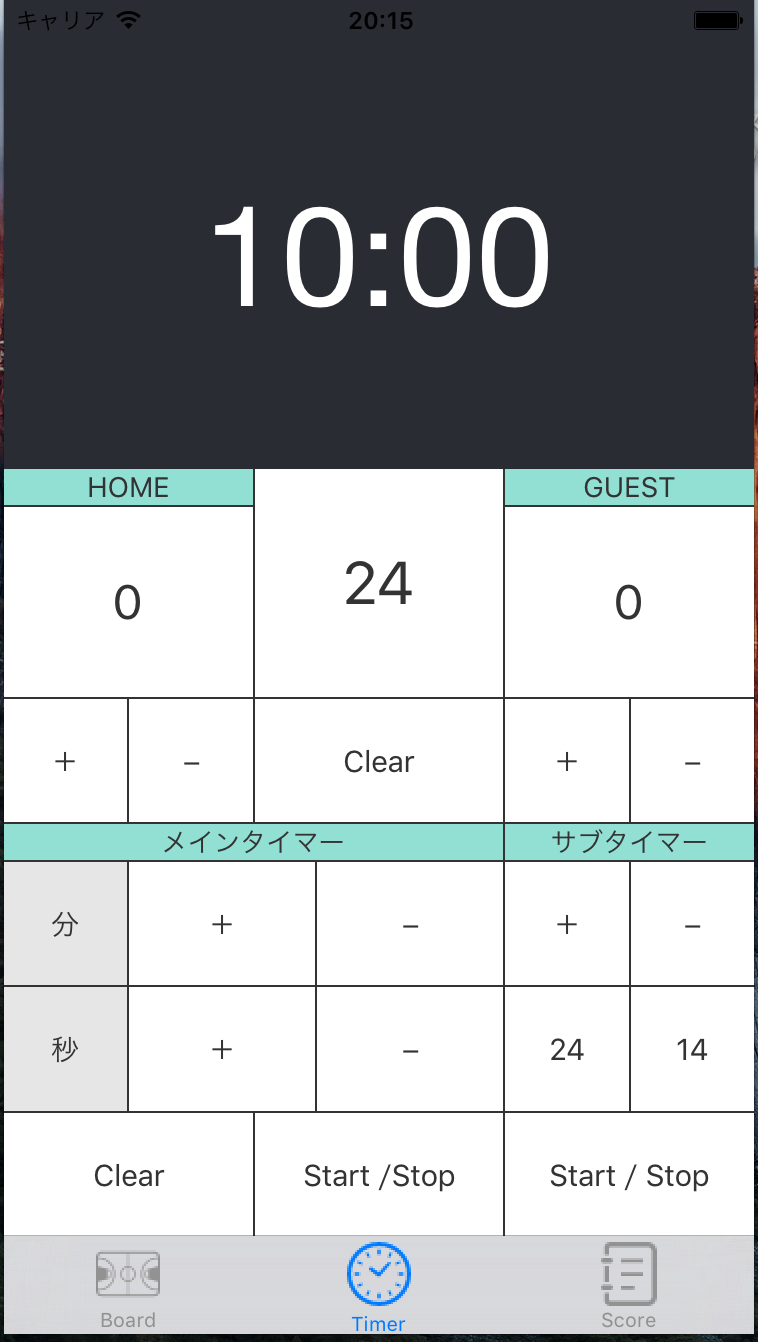 キャリア 20:15
10:00
HOME
GUEST
0
24
0
+ − Clear + −
メインタイマー
サブタイマー
分 + − + −
秒 + − 24 14
Clear
Start /Stop
Start / Stop
Board
Timer
Score